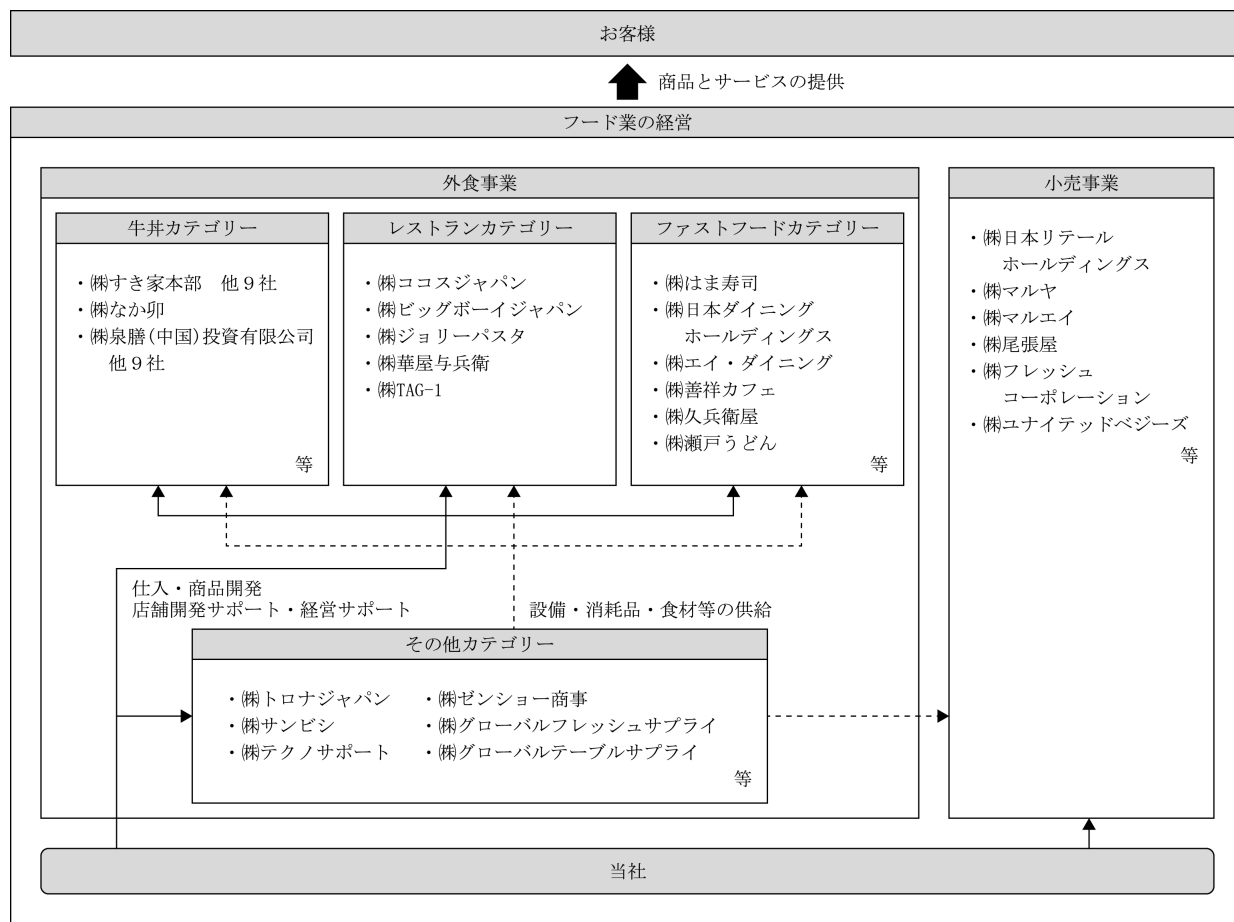 お客様
商品とサービスの提供
フード業の経営
外食事業
牛丼カテゴリー
・㈱すき家本部　他９社
・㈱なか卯
・㈱泉膳(中国)投資有限公司
他９社
等
レストランカテゴリー
・㈱ココスジャパン
・㈱ビッグボーイジャパン
・㈱ジョリーパスタ
・㈱華屋与兵衛
・㈱TAG-1
ファストフードカテゴリー
・㈱はま寿司
・㈱日本ダイニング
ホールディングス
・㈱エイ・ダイニング
・㈱善祥カフェ
・㈱久兵衛屋
・㈱瀬戸うどん
等
小売事業
・㈱日本リテール
ホールディングス
・㈱マルヤ
・㈱マルエイ
・㈱尾張屋
・㈱フレッシュ
コーポレーション
・㈱ユナイテッドベジーズ
等
仕入・商品開発
店舗開発サポート・経営サポート
設備・消耗品・食材等の供給
その他カテゴリー
・㈱トロナジャパン
・㈱サンビシ
・㈱テクノサポート
・㈱ゼンショー商事
・㈱グローバルフレッシュサプライ
・㈱グローバルテーブルサプライ
等
当社